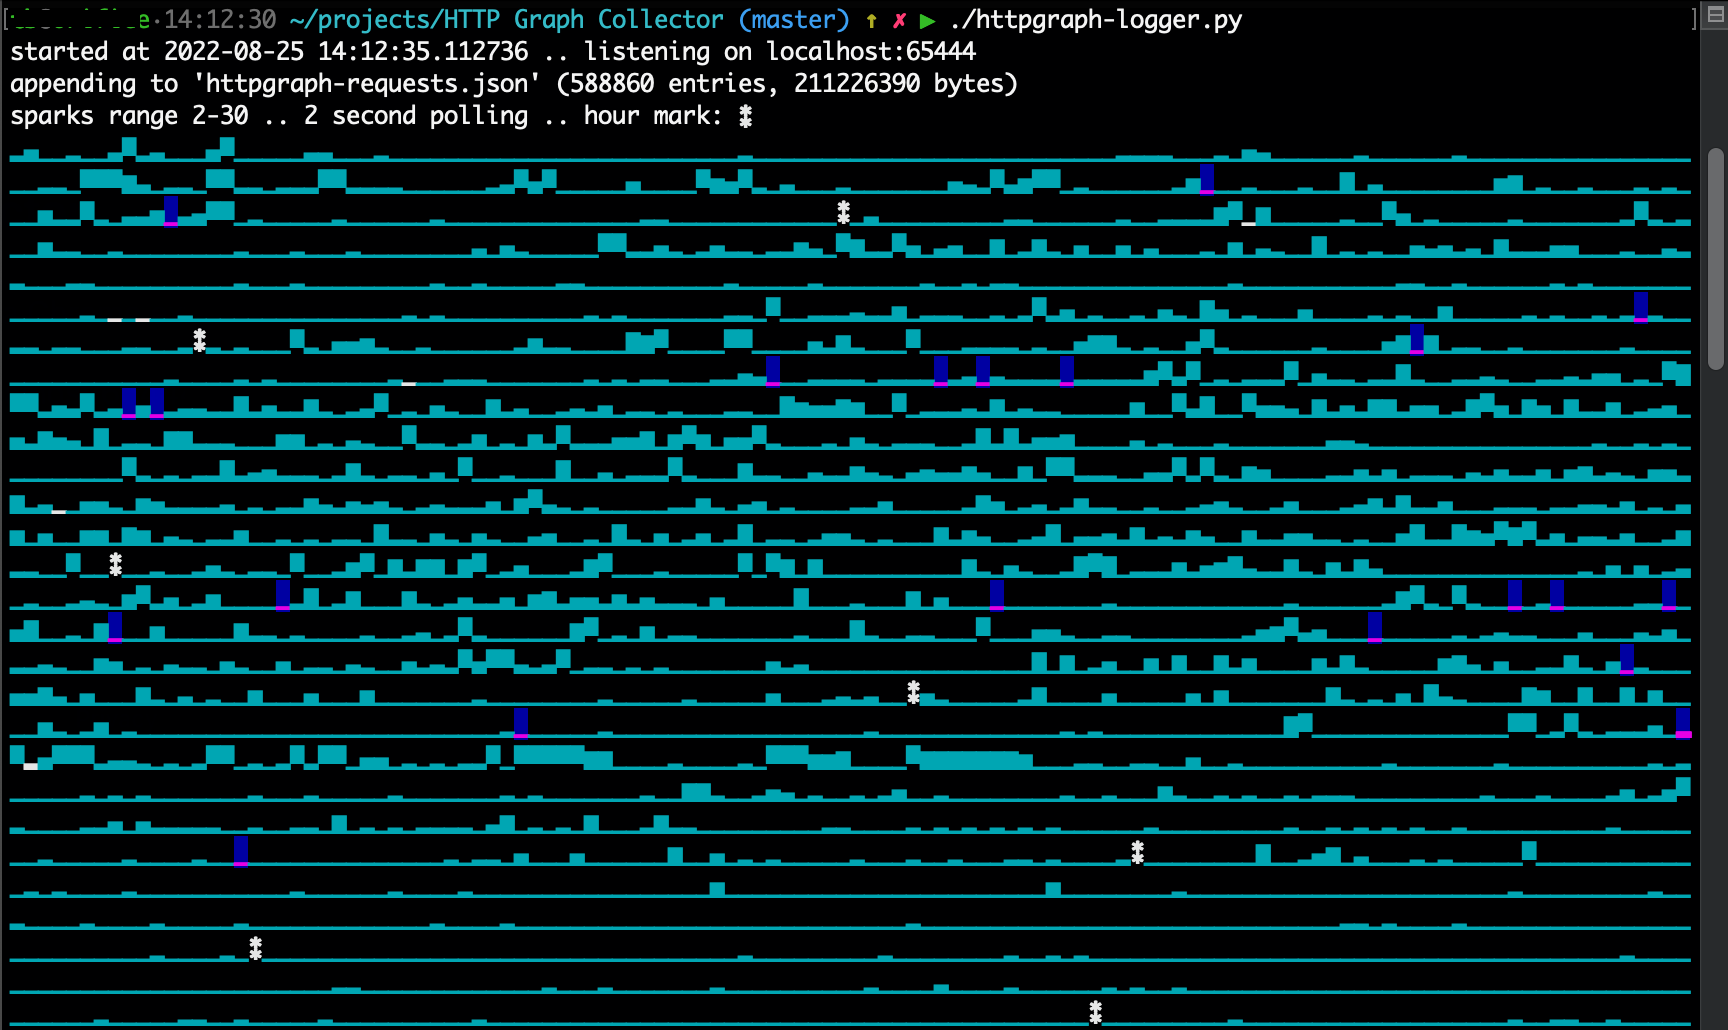 14:12:30 ~/projects/HTTP Graph Collector (master) ↑ ✗ ▶ ./httpgraph-logger.py
started at 2022-08-25 14:12:35.112736 .. listening on localhost:65444
appending to 'httpgraph-requests.json' (588860 entries, 211226390 bytes)
sparks range 2-30 .. 2 second polling .. hour mark: ⁑